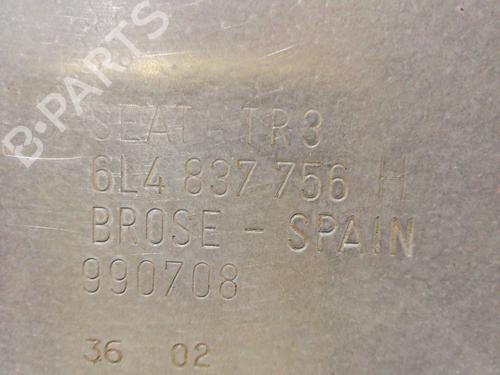 B-PARTS
SEAT TR3
6L4 837 756 H
BROSE - SPAIN
990708
36 02